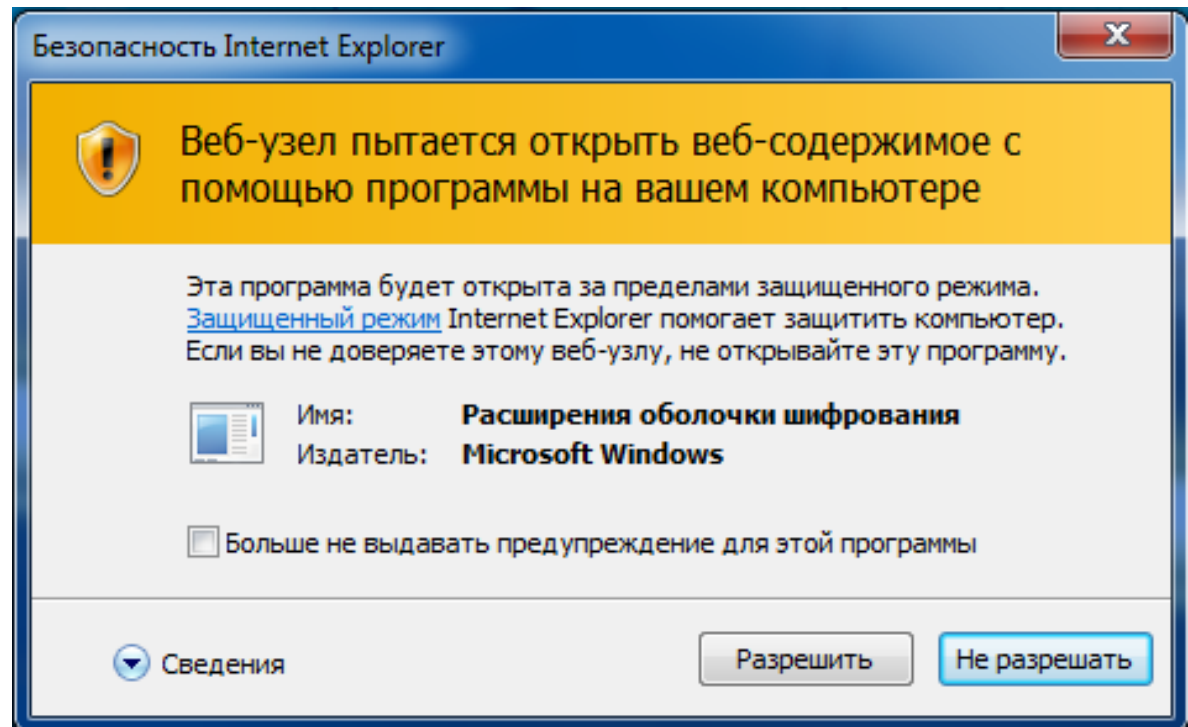 Безопасность Internet Explorer
Веб-узел пытается открыть веб-содержимое с
помощью программы на вашем компьютере
Эта программа будет открыта за пределами защищенного режима.
Защищенный режим Internet Explorer помогает защитить компьютер.
Если вы не доверяете этому веб-узлу, не открывайте эту программу.
Имя: Расширения оболочки шифрования
Издатель: Microsoft Windows
Больше не выдавать предупреждение для этой программы
Сведения Разрешить Не разрешать